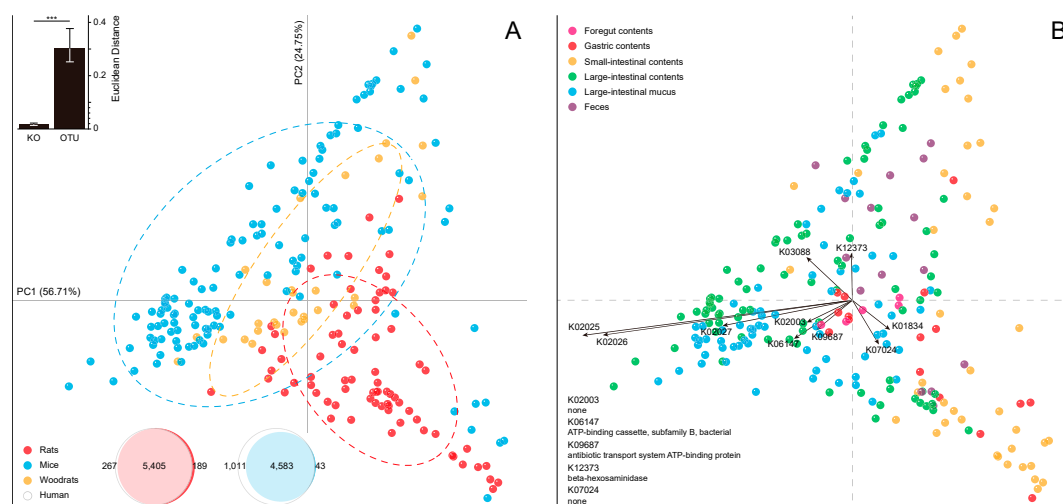 A
***
0.4
0.2
0
Euclidean Distance
KO
OTU
PC2 (24.75%)
PC1 (56.71%)
Rats
Mice
Woodrats
Human
267
5,405
189
1,011
4,583
43
B
Foregut contents
Gastric contents
Small-intestinal contents
Large-intestinal contents
Large-intestinal mucus
Feces
K12373
K03088
K02025
K02026
K02027
K02003
K06147
K09687
K01834
K07024
K02003
none
K06147
ATP-binding cassette, subfamily B, bacterial
K09687
antibiotic transport system ATP-binding protein
K12373
beta-hexosaminidase
K07024
none